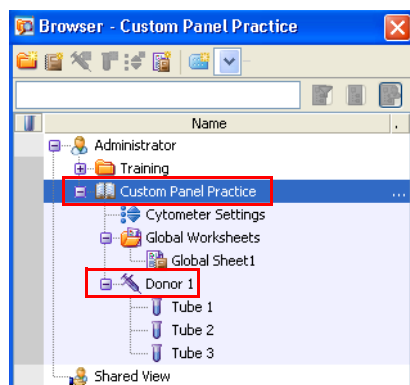 Browser - Custom Panel Practice
Name
Administrator
Training
Custom Panel Practice
Cytometer Settings
Global Worksheets
Global Sheet1
Donor 1
Tube 1
Tube 2
Tube 3
Shared View